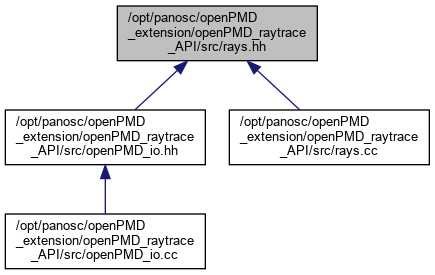 /opt/panosc/openPMD
_extension/openPMD_raytrace
_API/src/rays.hh
/opt/panosc/openPMD
_extension/openPMD_raytrace
_API/src/openPMD_io.hh
/opt/panosc/openPMD
_extension/openPMD_raytrace
_API/src/rays.cc
/opt/panosc/openPMD
_extension/openPMD_raytrace
_API/src/openPMD_io.cc